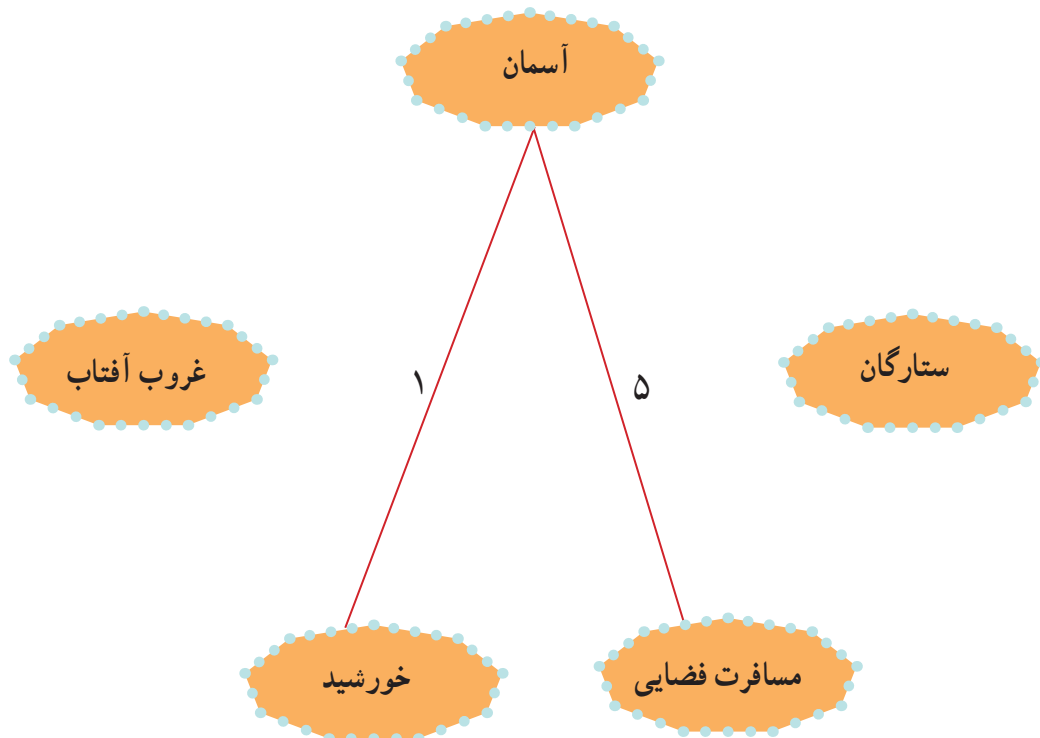 آسمان
ستارگان
غروب آفتاب
۵
۱
مسافرت فضایی
خورشید